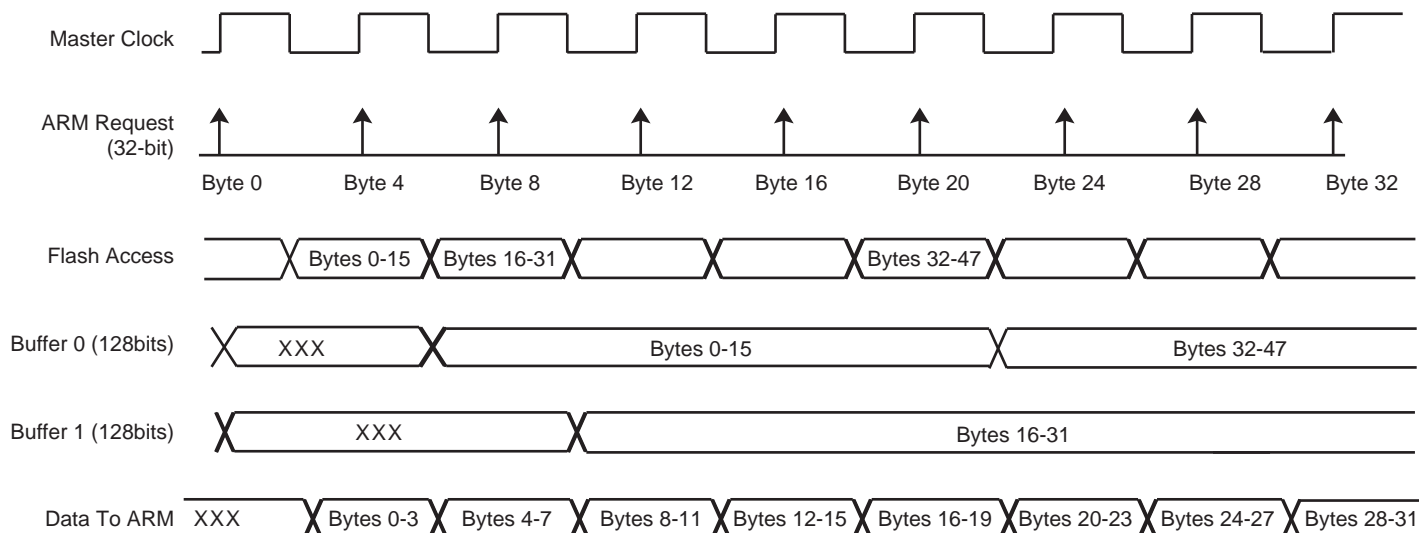 Master Clock
ARM Request
(32-bit)
Byte 0 Byte 4 Byte 8 Byte 12 Byte 16 Byte 20 Byte 24 Byte 28 Byte 32
Flash Access Bytes 0-15 Bytes 16-31 Bytes 32-47
Buffer 0 (128bits) XXX Bytes 0-15 Bytes 32-47
Buffer 1 (128bits) XXX Bytes 16-31
Data To ARM XXX Bytes 0-3 Bytes 4-7 Bytes 8-11 Bytes 12-15 Bytes 16-19 Bytes 20-23 Bytes 24-27 Bytes 28-31